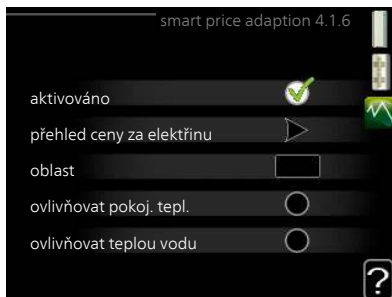 smart price adaption 4.1.6
aktivováno
přehled ceny za elektřinu
oblast
ovlivňovat pokoj. tepl.
ovlivňovat teplou vodu
?